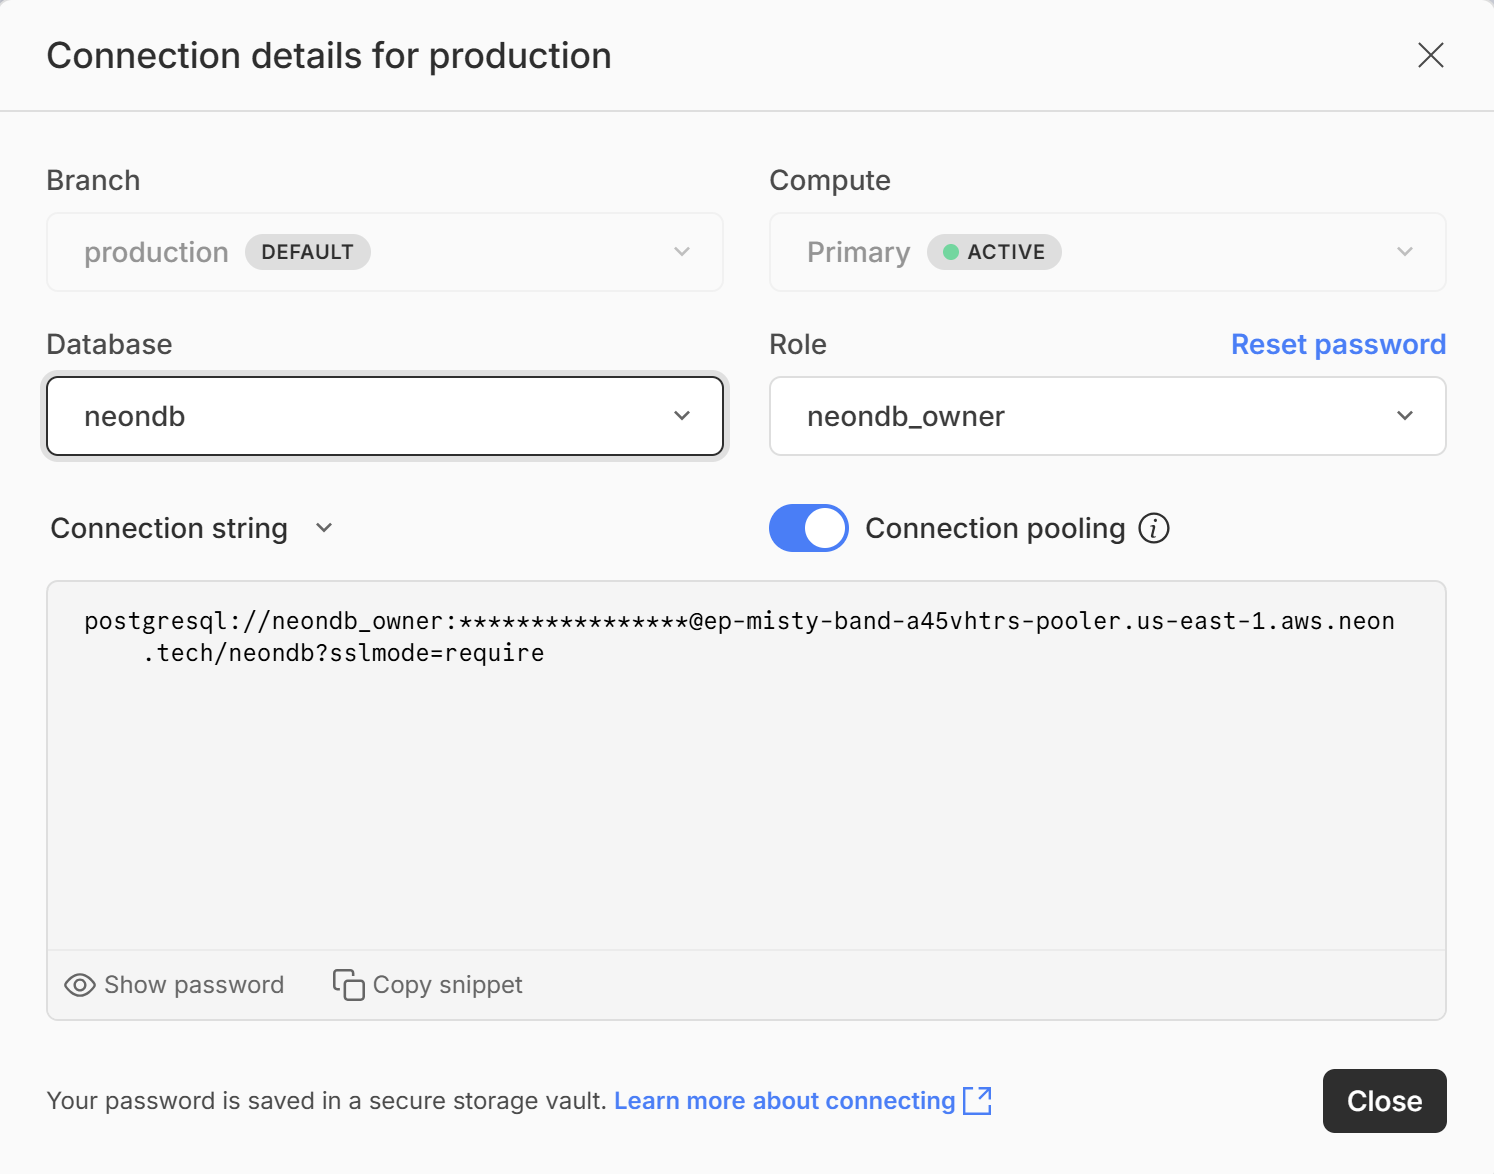 Connection details for production
Branch
Compute
production DEFAULT
Primary ACTIVE
Database
Role
Reset password
neondb
neondb_owner
Connection string
Connection pooling
postgresql://neondb_owner:****************@ep-misty-band-a45vhtrs-pooler.us-east-1.aws.neon
.tech/neondb?sslmode=require
Show password
Copy snippet
Your password is saved in a secure storage vault. Learn more about connecting
Close